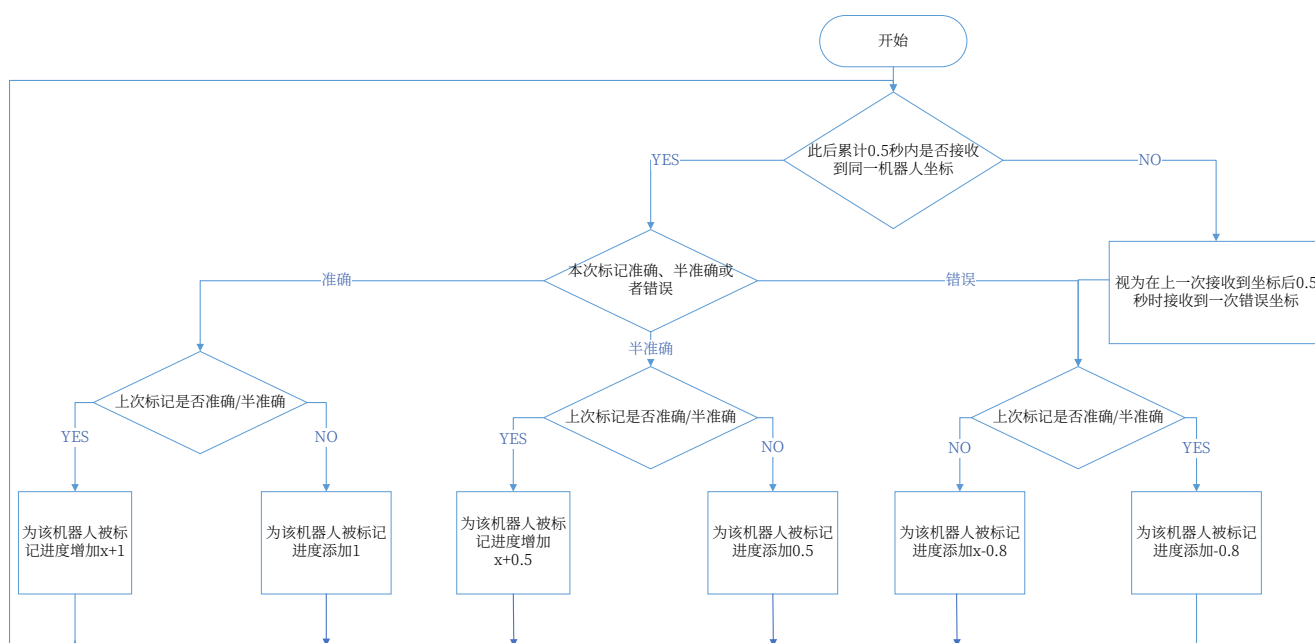 开始
此后累计0.5秒内是否接收
到同一机器人坐标
YES
NO
本次标记准确、半准确或
者错误
准确
错误
视为在上一次接收到坐标后0.5
秒时接收到一次错误坐标
半准确
上次标记是否准确/半准确
上次标记是否准确/半准确
上次标记是否准确/半准确
YES
NO
YES
NO
NO
YES
为该机器人被标
记进度增加x+1
为该机器人被标记
进度添加1
为该机器人被标
记进度增加
x+0.5
为该机器人被标记
进度添加0.5
为该机器人被标记
进度添加x-0.8
为该机器人被标记
进度添加-0.8